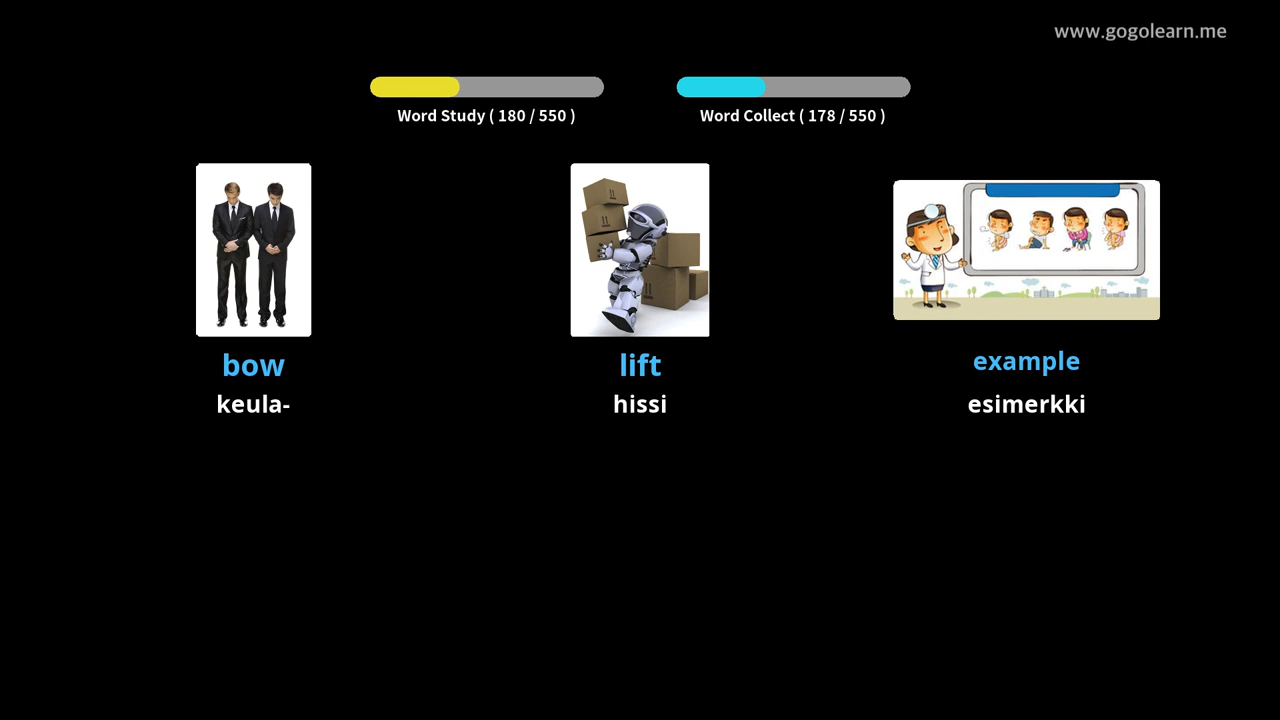 www.gogolearn.me
Word Study ( 180 / 550 )
Word Collect ( 178 / 550 )
bow
keula-
lift
hissi
example
esimerkki